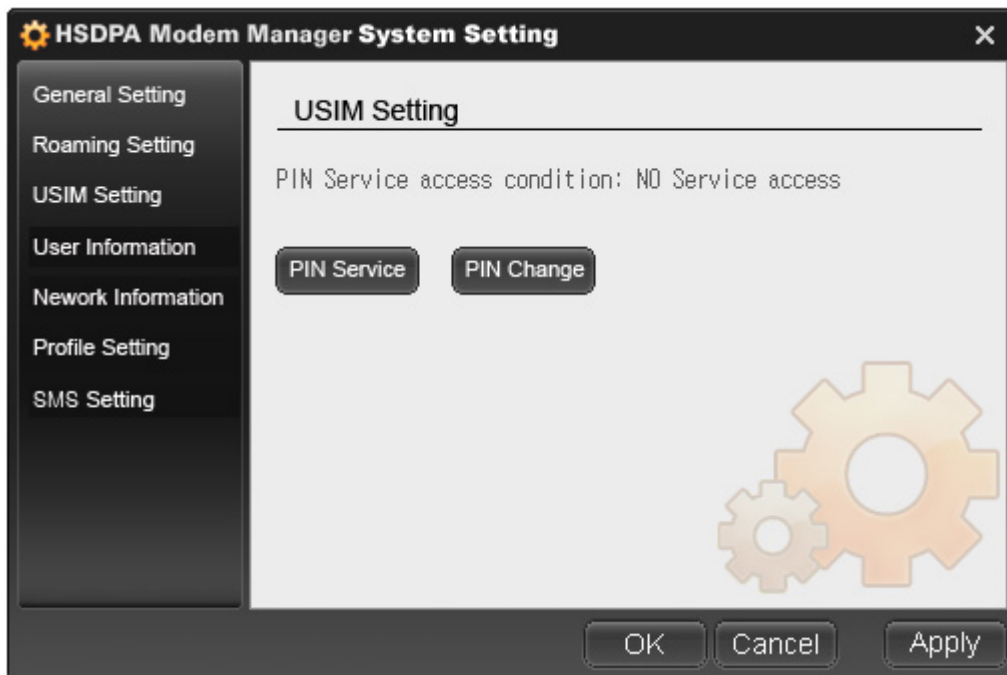 HSDPA Modem Manager System Setting
General Setting
Roaming Setting
USIM Setting
User Information
Nework Information
Profile Setting
SMS Setting
USIM Setting
PIN Service access condition: NO Service access
PIN Service
PIN Change
OK
Cancel
Apply